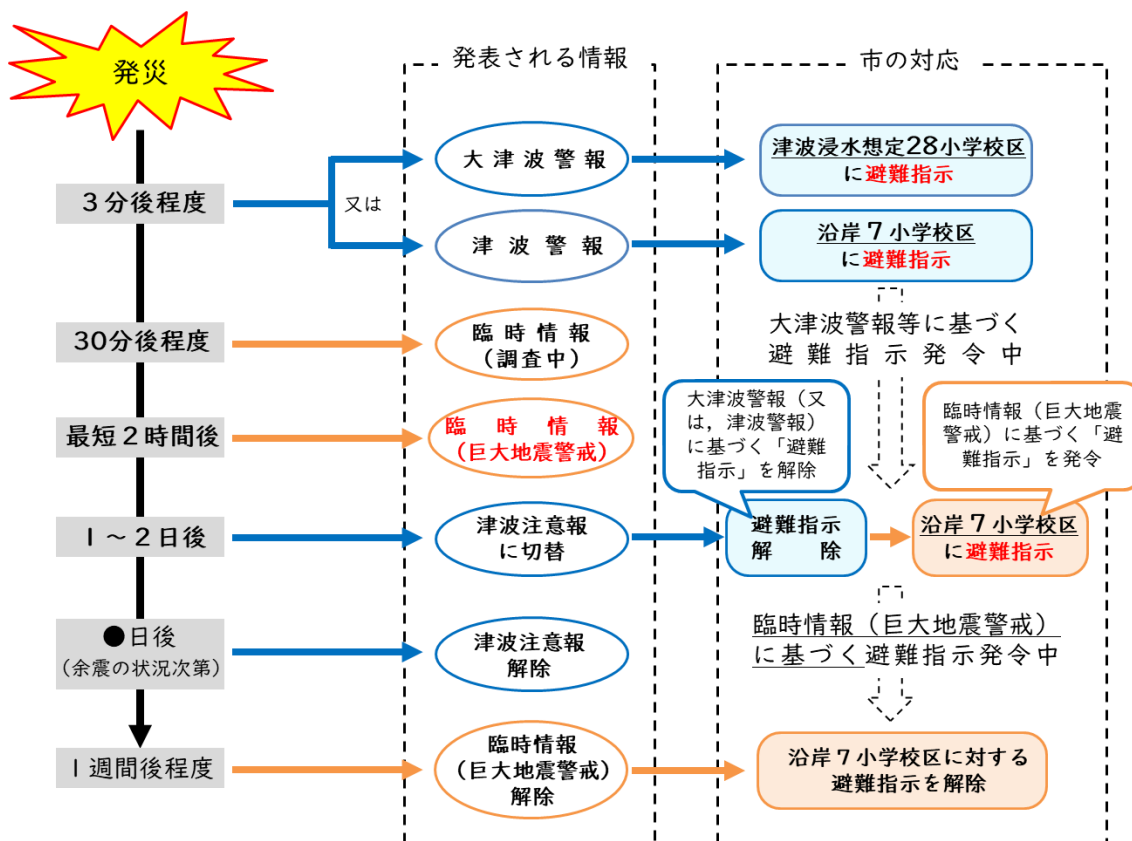 発災
発表される情報
市の対応
3分後程度
又は
大津波警報
津波浸水想定28小学校区
に避難指示
津波警報
沿岸7小学校区
に避難指示
30分後程度
臨時情報
(調査中)
大津波警報等に基づく
避難指示発令中
最短2時間後
臨時情報
(巨大地震警戒)
大津波警報（又
は，津波警報）
に基づく「避難
指示」を解除
臨時情報（巨大地震
警戒）に基づく「避
難指示」を発令
1～2日後
津波注意報
に切替
避難指示
解除
沿岸7小学校区
に避難指示
●日後
(余震の状況次第)
津波注意報
解除
臨時情報（巨大地震警戒）
に基づく避難指示発令中
1週間後程度
臨時情報
(巨大地震警戒)
解除
沿岸7小学校区に対する
避難指示を解除